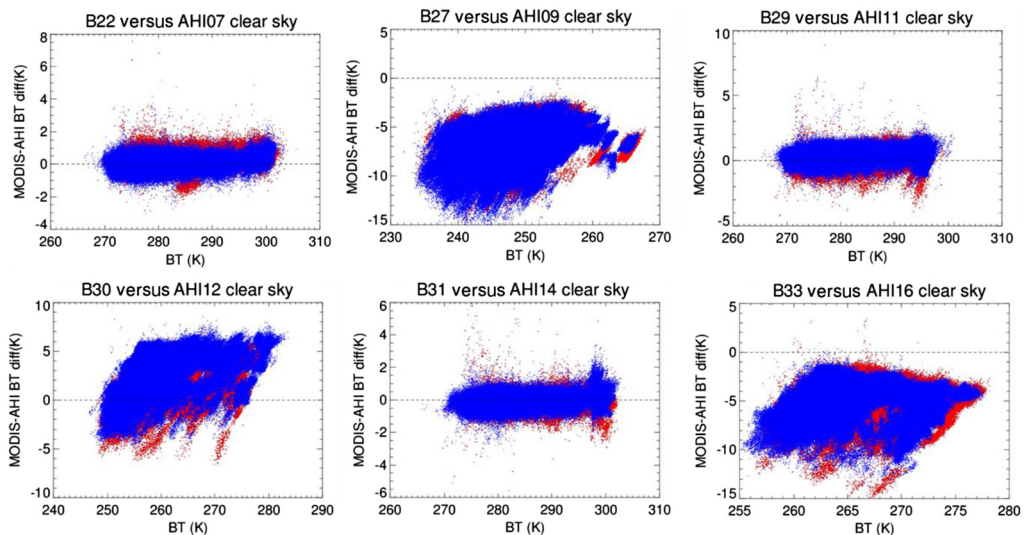 B22 versus AHI07 clear sky
MODIS-AHI BT diff(K)
8
6
4
2
0
-2
-4
260 270 280 290 300 310
BT (K)
B27 versus AHI09 clear sky
MODIS-AHI BT diff(K)
5
0
-5
-10
-15
230 240 250 260 270
BT (K)
B29 versus AHI11 clear sky
MODIS-AHI BT diff(K)
10
5
0
-5
260 270 280 290 300 310
BT (K)
B30 versus AHI12 clear sky
MODIS-AHI BT diff(K)
10
5
0
-5
-10
240 250 260 270 280 290
BT (K)
B31 versus AHI14 clear sky
MODIS-AHI BT diff(K)
6
4
2
0
-2
-4
-6
260 270 280 290 300 310
BT (K)
B33 versus AHI16 clear sky
MODIS-AHI BT diff(K)
5
0
-5
-10
-15
255 260 265 270 275 280
BT (K)